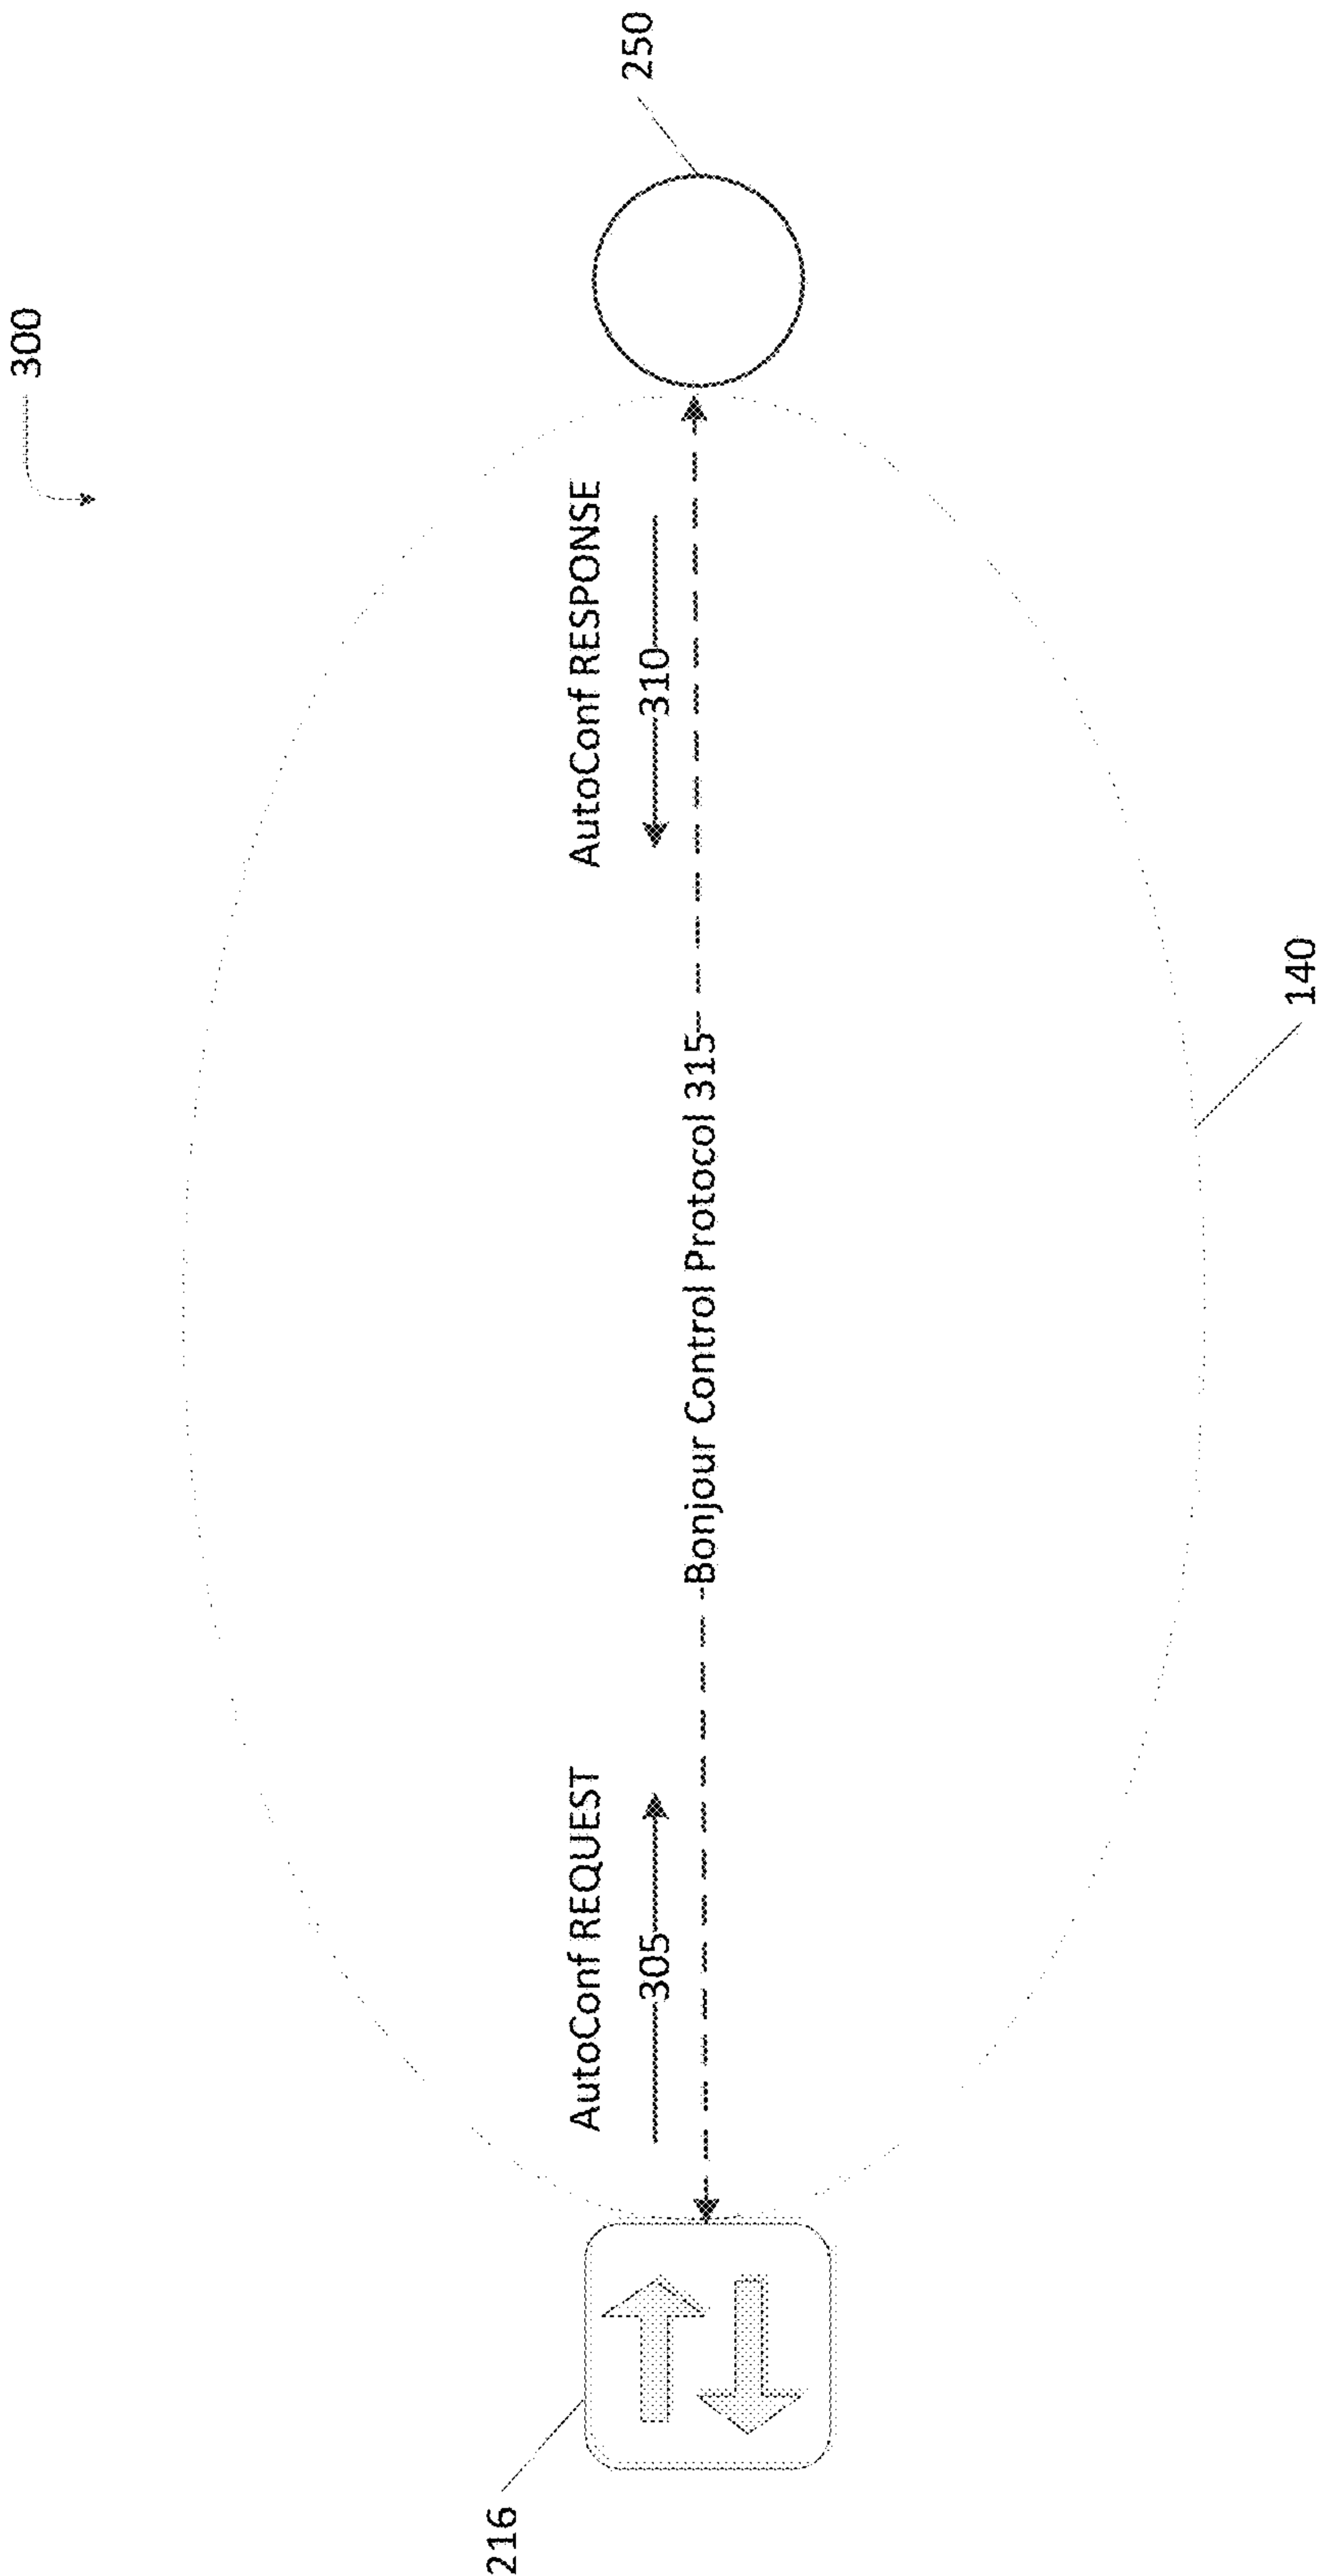 300
250
AutoConf REQUEST
AutoConf RESPONSE
305
310
Bonjour Control Protocol 315
216
140